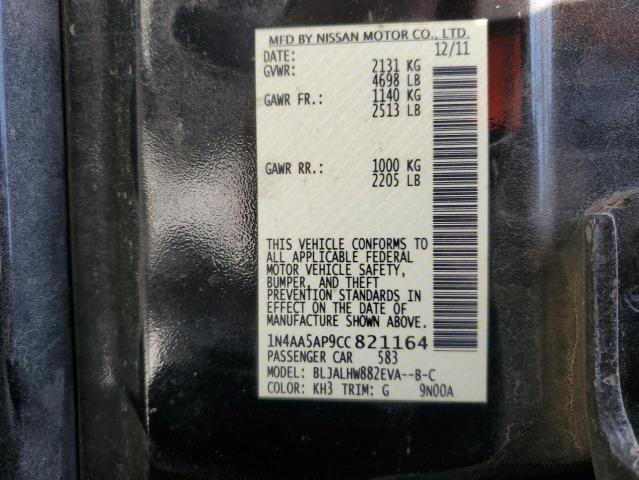 MFD BY NISSAN MOTOR CO., LTD.
DATE: 12/11
GVWR: 2131 KG
4698 LB
GAWR FR.: 1140 KG
2513 LB
GAWR RR.: 1000 KG
2205 LB
THIS VEHICLE CONFORMS TO
ALL APPLICABLE FEDERAL
MOTOR VEHICLE SAFETY,
BUMPER, AND THEFT
PREVENTION STANDARDS IN
EFFECT ON THE DATE OF
MANUFACTURE SHOWN ABOVE.
1N4AA5AP9CC821164
PASSENGER CAR 583
MODEL: BLJALHW882EVA--B-C
COLOR: KH3 TRIM: G 9N00A